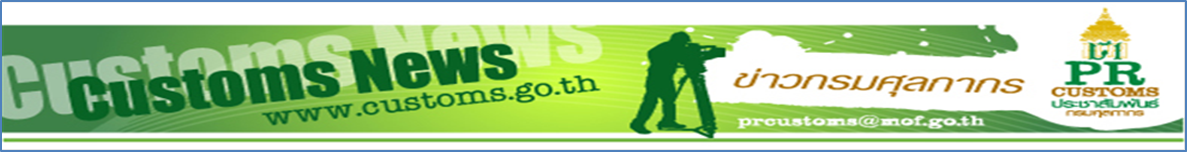 Customs News
Customs News
www.customs.go.th
ข่าวกรมศุลกากร
prcustoms@mof.go.th
PR
CUSTOMS
ประชาสัมพันธ์
กรมศุลกากร